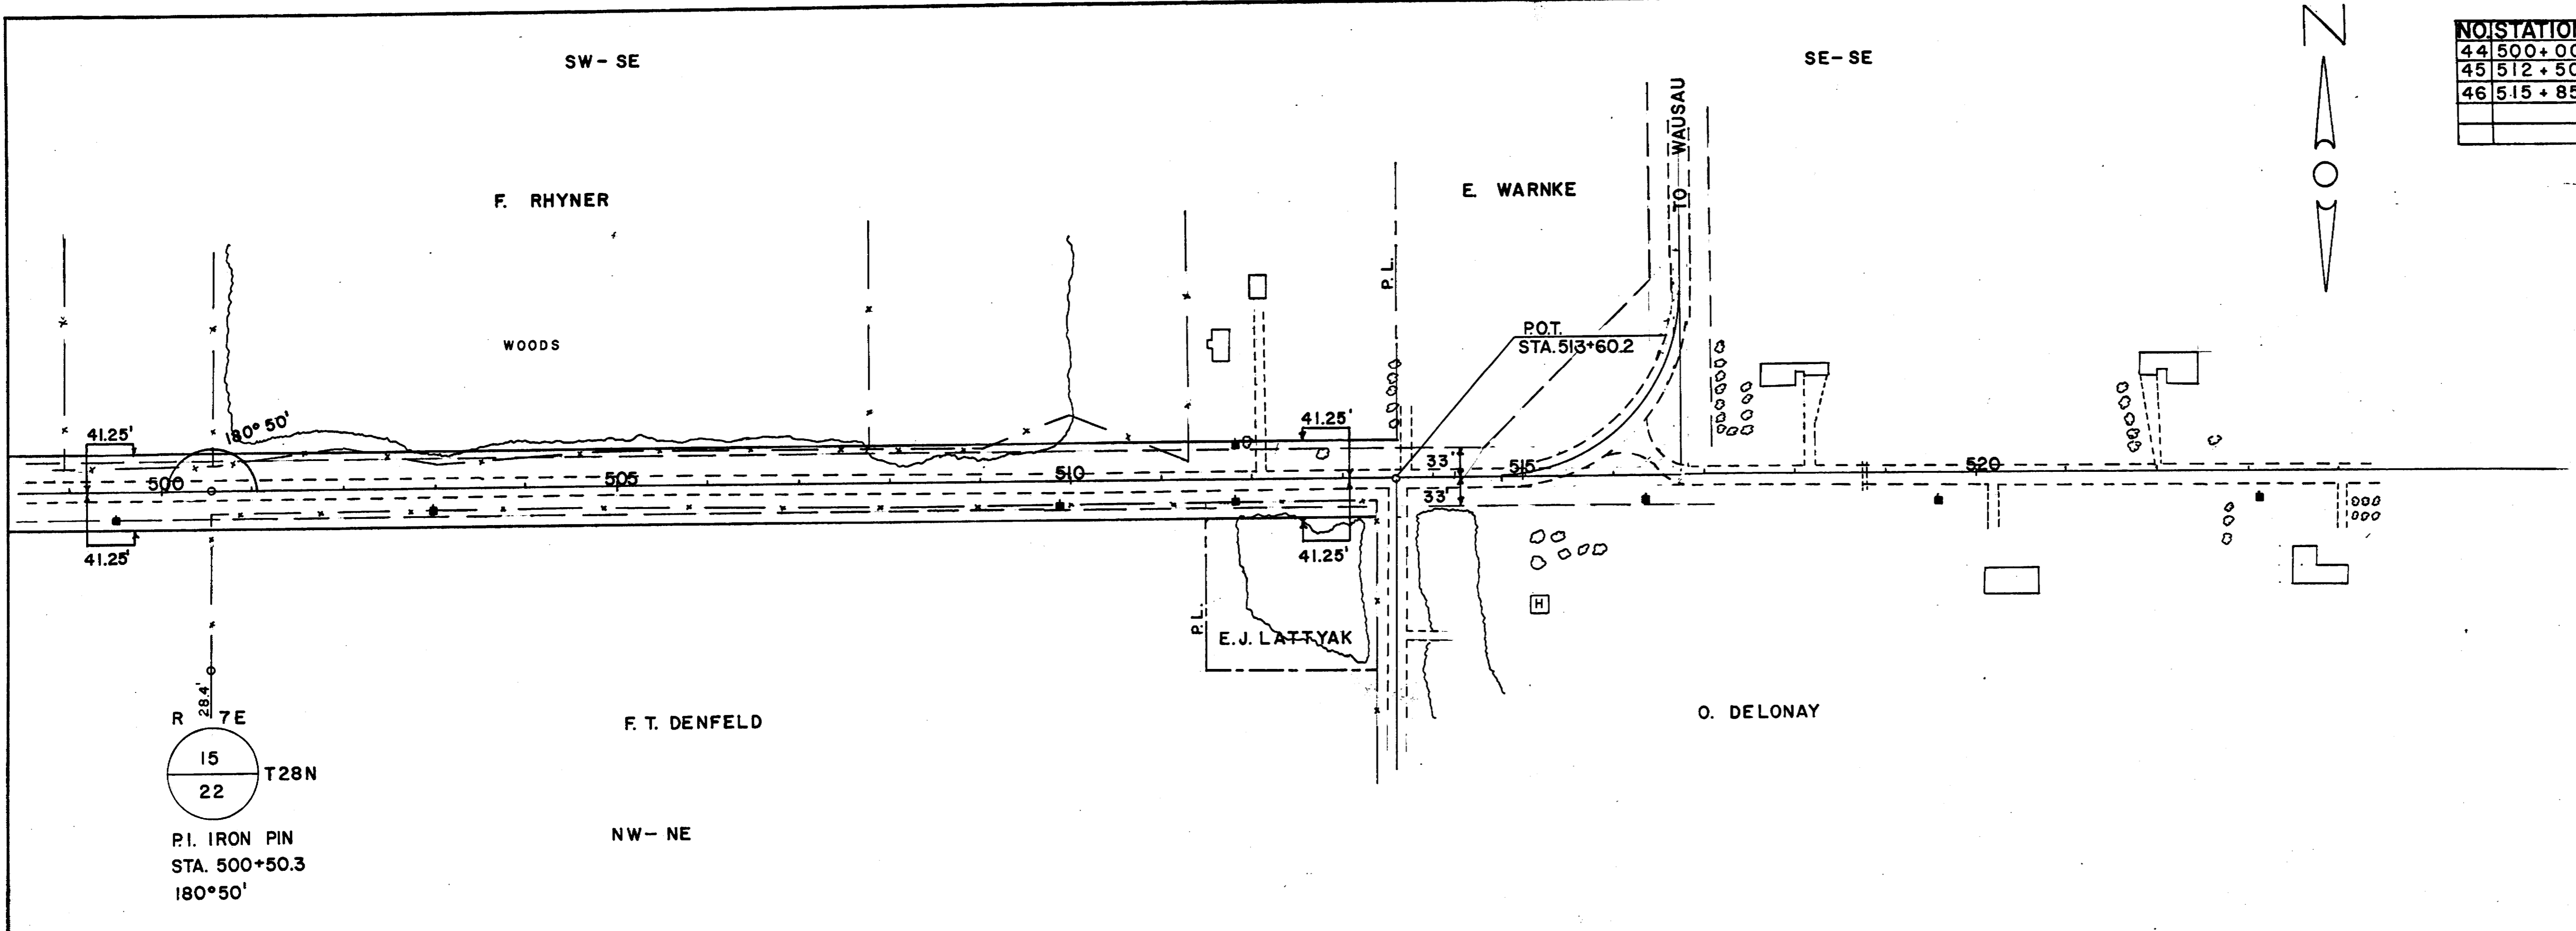 SW-SE
SE-SE
N
NO. STATION
44 500+00
45 512+50
46 515+85
TO WAUSAU
F. RHYNER
E. WARNKE
P.L.
WOODS
P.O.T.
STA. 513+60.2
180° 50'
41.25'
41.25'
500
505
510
33'
515
520
33'
41.25'
41.25'
P.L.
E.J. LATTYAK
28.4'
R 7E
15
T28N
22
F. T. DENFELD
O. DELONAY
H
NW-NE
P.I. IRON PIN
STA. 500+50.3
180°50'